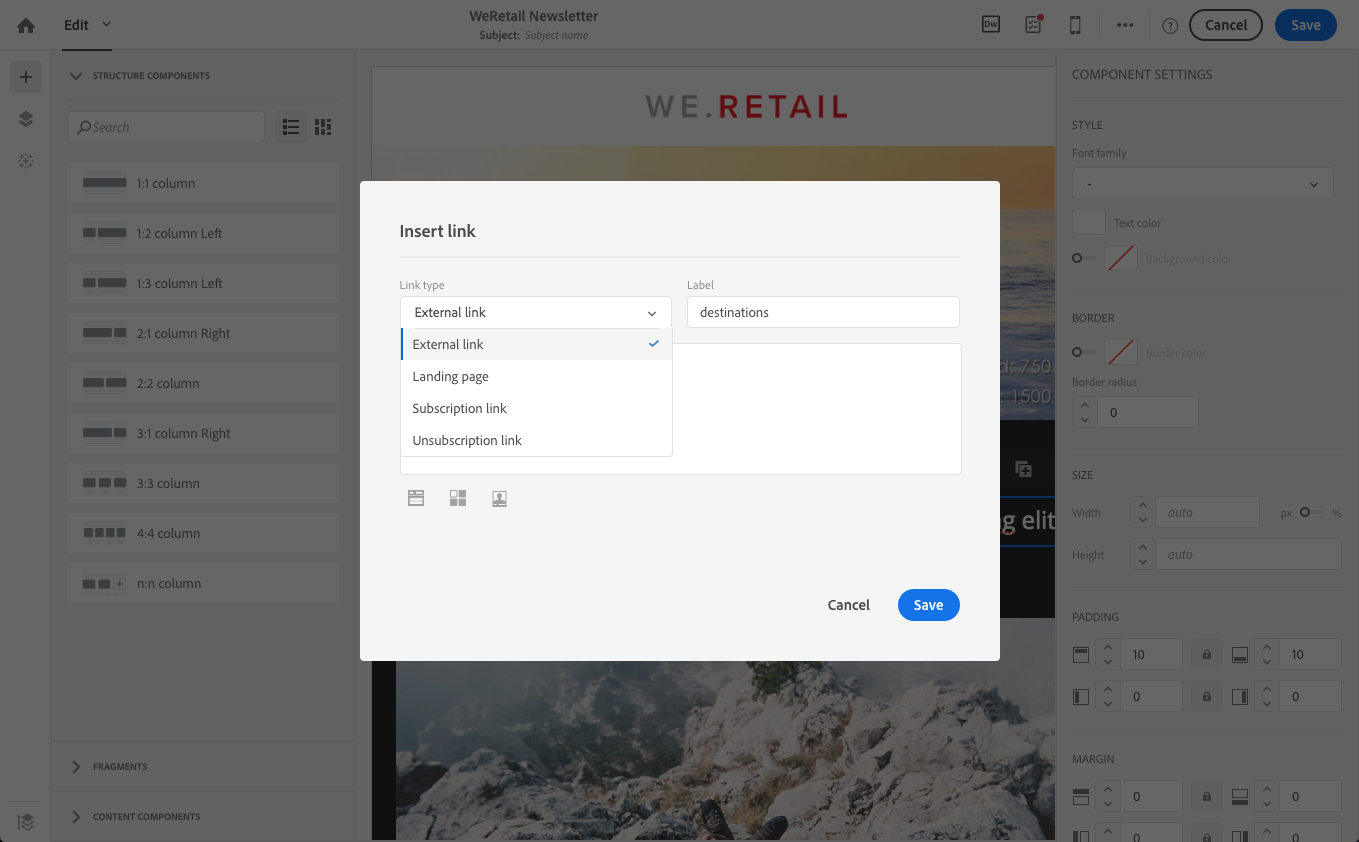 Edit
WeRetail Newsletter
Subject: Subject name
Dw
Cancel
Save
STRUCTURE COMPONENTS
Search
1:1 column
1:2 column Left
1:3 column Left
2:1 column Right
2:2 column
3:1 column Right
3:3 column
4:4 column
n:n column
FRAGMENTS
CONTENT COMPONENTS
WE.RETAIL
: 750
: 1500
g elit
Insert link
Link type
External link
Label
destinations
External link
Landing page
Subscription link
Unsubscription link
Cancel
Save
COMPONENT SETTINGS
STYLE
Font family
-
Text color
Background color
BORDER
Border color
Border radius
0
SIZE
Width
auto
px
%
Height
auto
PADDING
10
10
0
0
MARGIN
0
0
0
0